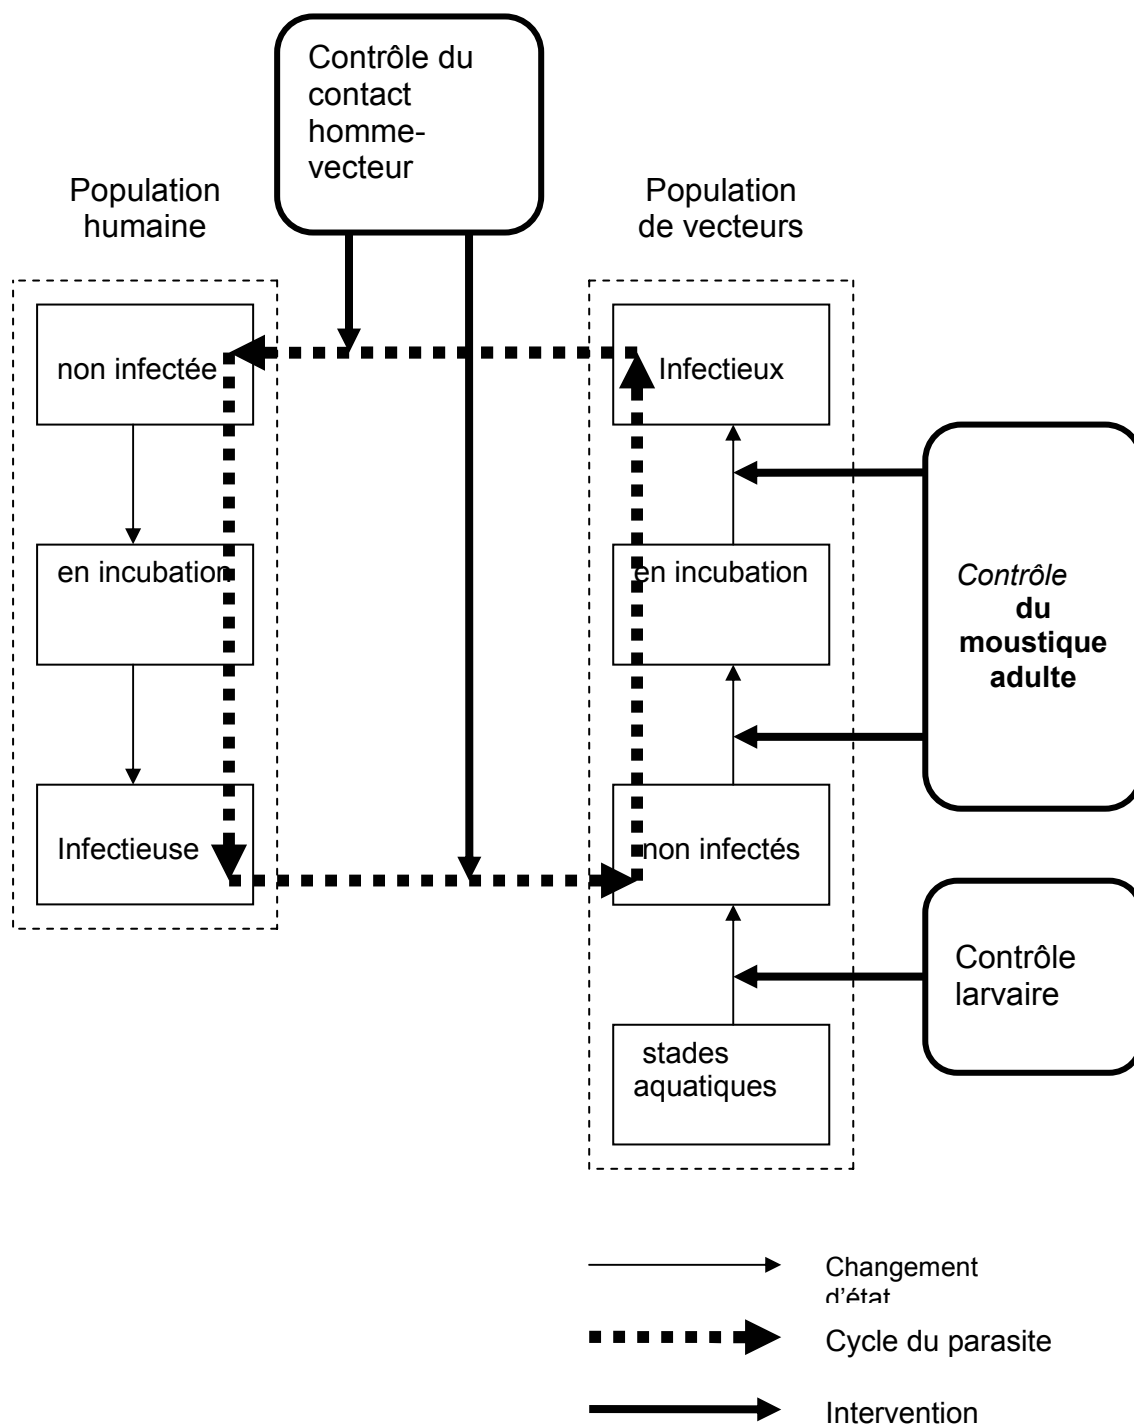 Contrôle du
contact
homme-
vecteur
Population
humaine
Population
de vecteurs
non infectée
Infectieux
en incubation
en incubation
Contrôle
du
moustique
adulte
Infectieuse
non infectés
Contrôle
larvaire
stades
aquatiques
Changement
d'état
Cycle du parasite
Intervention